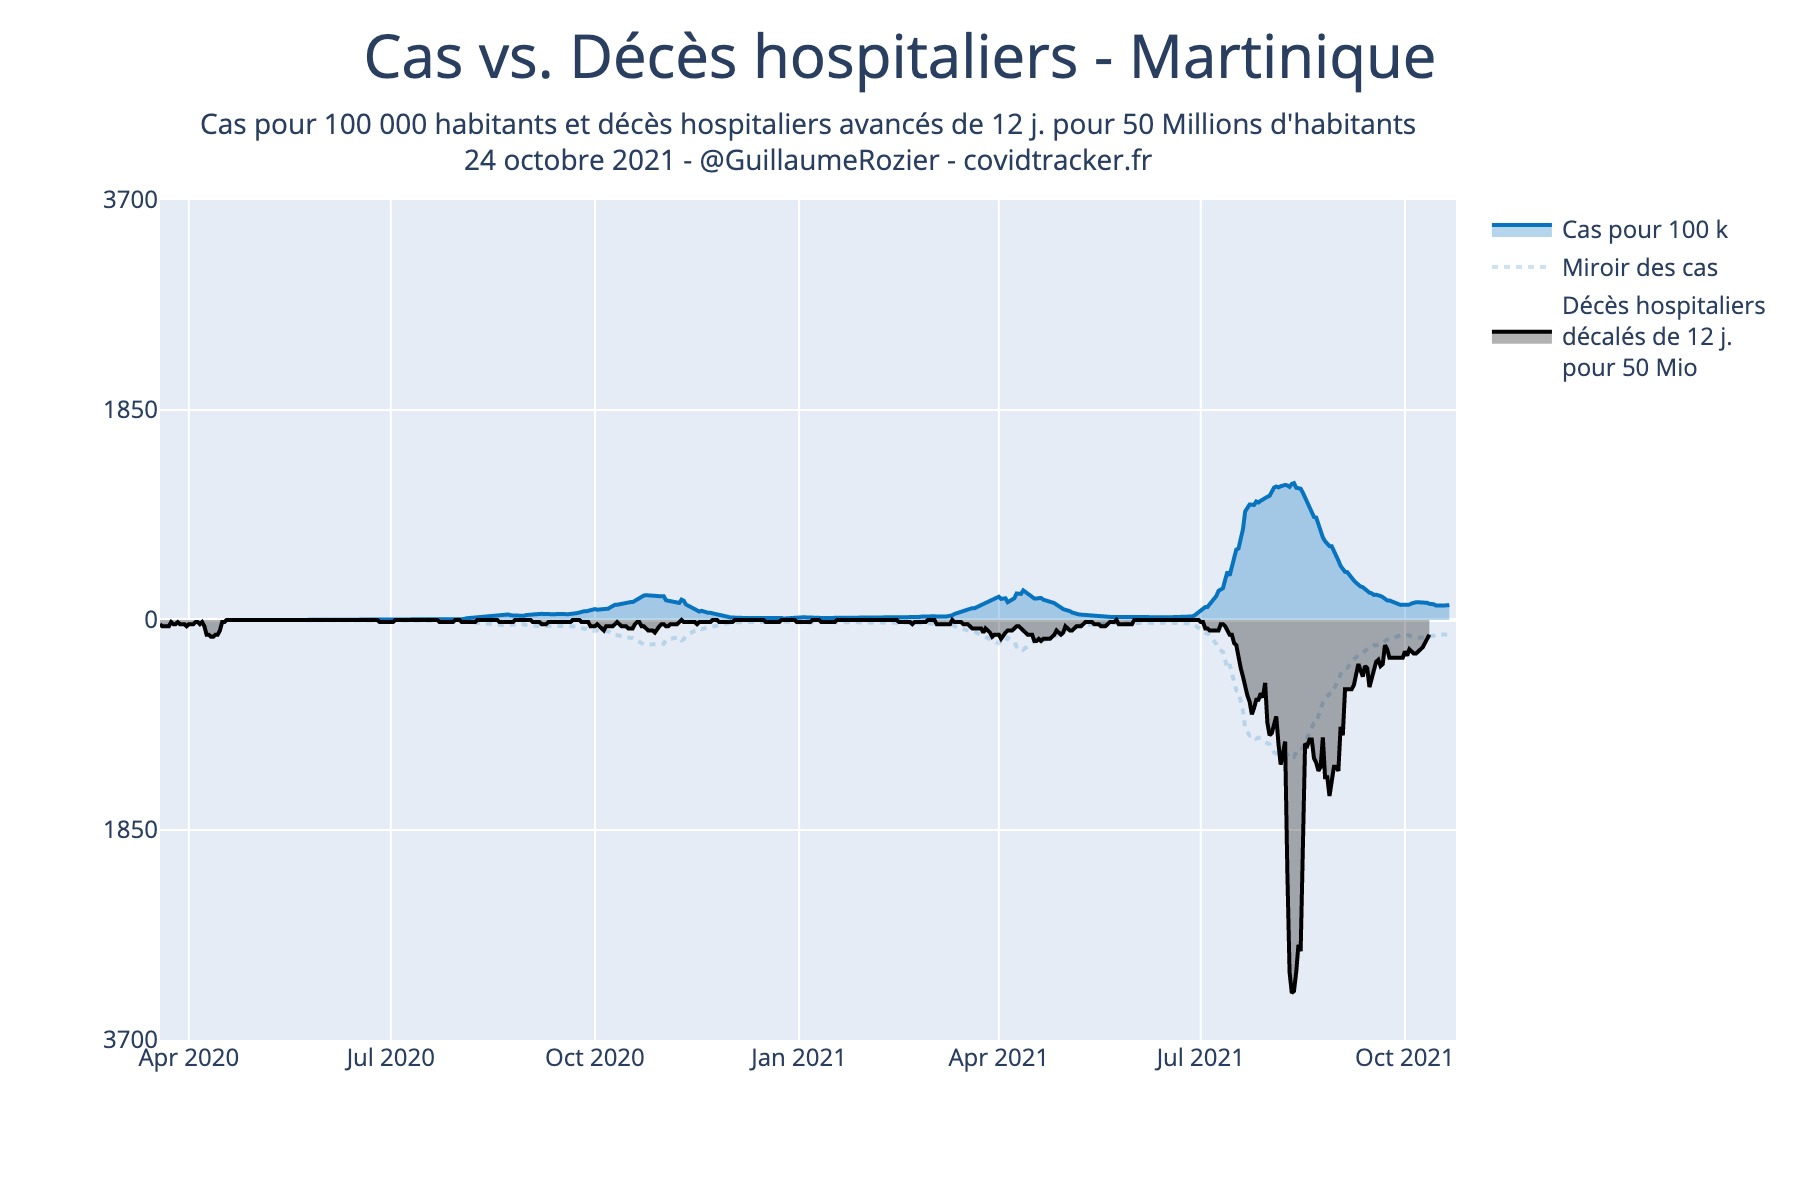 Cas vs. Décès hospitaliers - Martinique
Cas pour 100 000 habitants et décès hospitaliers avancés de 12 j. pour 50 Millions d'habitants
24 octobre 2021 - @GuillaumeRozier - covidtracker.fr
3700
1850
0
1850
3700
Apr 2020
Jul 2020
Oct 2020
Jan 2021
Apr 2021
Jul 2021
Oct 2021
Cas pour 100 k
Miroir des cas
Décès hospitaliers
décalés de 12 j.
pour 50 Mio